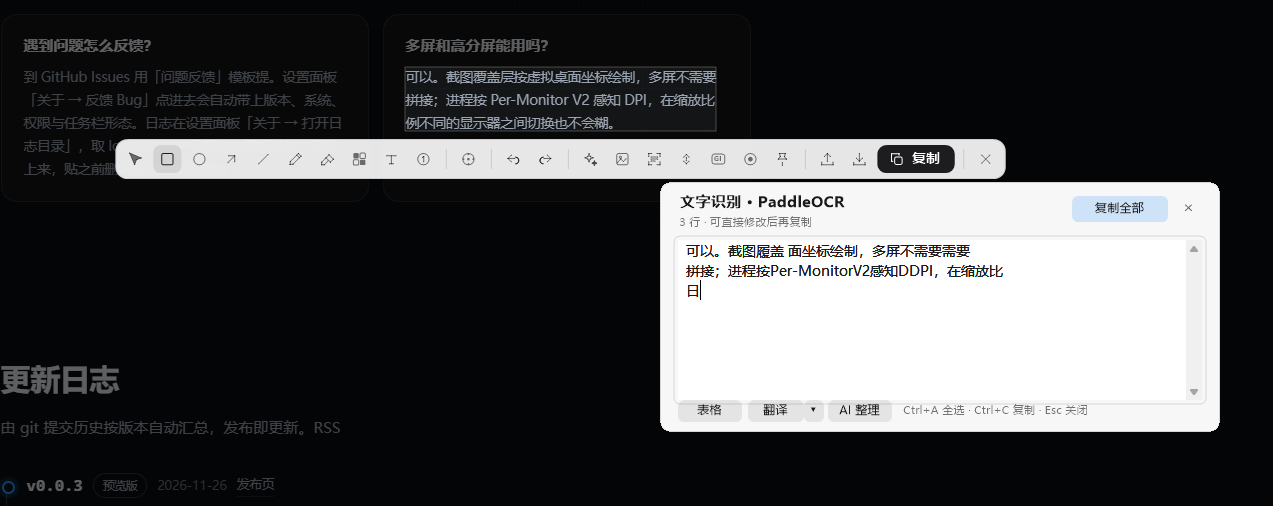 遇到问题怎么反馈?
到 GitHub Issues 用「问题反馈」模板提。设置面板
「关于 → 反馈 Bug」点进去会自动带上版本、系统、
权限与任务栏形态。日志在设置面板「关于 → 打开日
志目录」，取 lo
上来，贴之前删
多屏和高分屏能用吗?
可以。截图覆盖层按虚拟桌面坐标绘制，多屏不需要
拼接；进程按 Per-Monitor V2 感知 DPI，在缩放比
例不同的显示器之间切换也不会糊。
T
1
GI
复制
文字识别 · PaddleOCR
3 行 · 可直接修改后再复制
复制全部
可以。截图履盖 面坐标绘制，多屏不需要需要
拼接；进程按Per-MonitorV2感知DDPI，在缩放比
日
表格
翻译
AI 整理
Ctrl+A 全选 · Ctrl+C 复制 · Esc 关闭
更新日志
由 git 提交历史按版本自动汇总，发布即更新。RSS
v0.0.3 预览版 2026-11-26 发布页